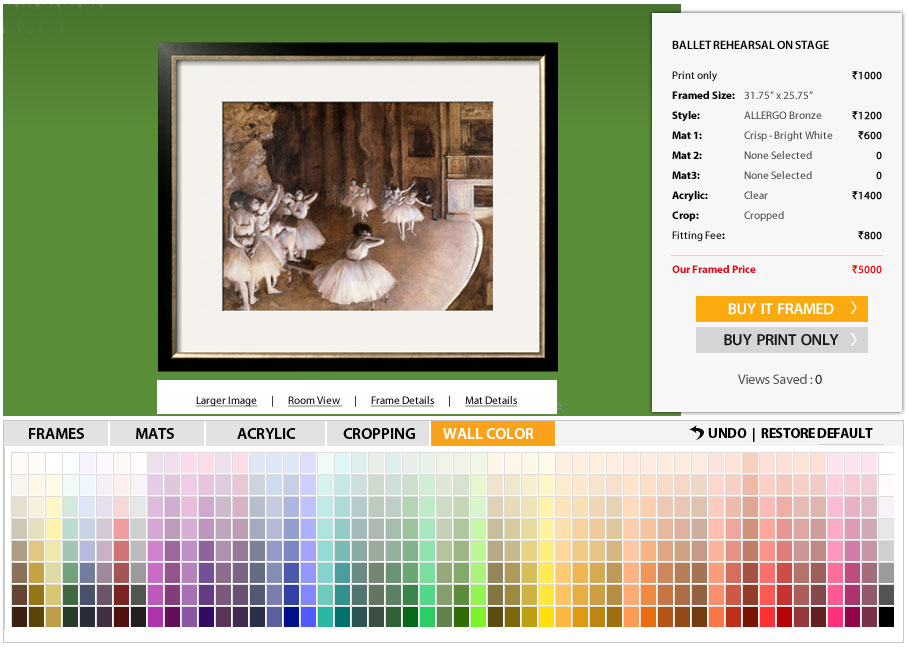 BALLET REHEARSAL ON STAGE
Print only ₹1000
Framed Size: 31.75” x 25.75”
Style: ALLERGO Bronze ₹1200
Mat 1: Crisp - Bright White ₹600
Mat 2: None Selected 0
Mat3: None Selected 0
Acrylic: Clear ₹1400
Crop: Cropped
Fitting Fee: ₹800
Our Framed Price ₹5000
BUY IT FRAMED
BUY PRINT ONLY
Views Saved : 0
Larger Image | Room View | Frame Details | Mat Details
FRAMES MATS ACRYLIC CROPPING WALL COLOR UNDO | RESTORE DEFAULT